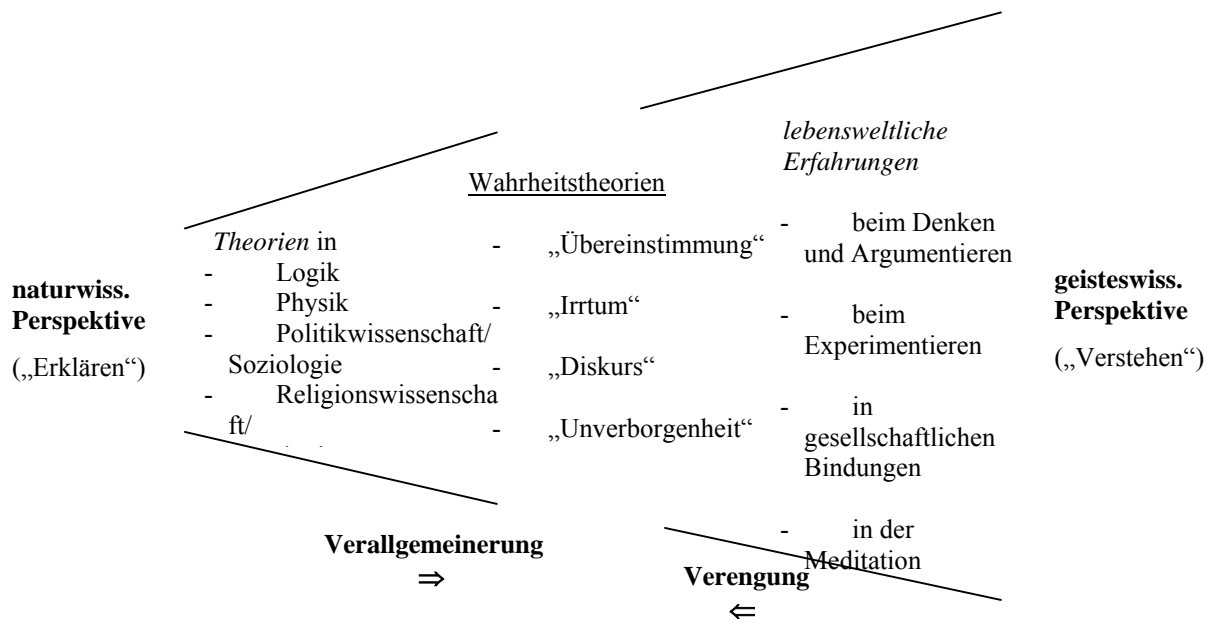 naturwiss.
Perspektive
(„Erklären“)
Theorien in
- Logik
- Physik
- Politikwissenschaft/
Soziologie
- Religionswissenscha
ft/
Wahrheitstheorien
- „Übereinstimmung“
- „Irrtum“
- „Diskurs“
- „Unverborgenheit“
lebensweltliche
Erfahrungen
- beim Denken
und Argumentieren
- beim
Experimentieren
- in
gesellschaftlichen
Bindungen
- in der
Meditation
geisteswiss.
Perspektive
(„Verstehen“)
Verallgemeinerung
⇒
Verengung
⇐